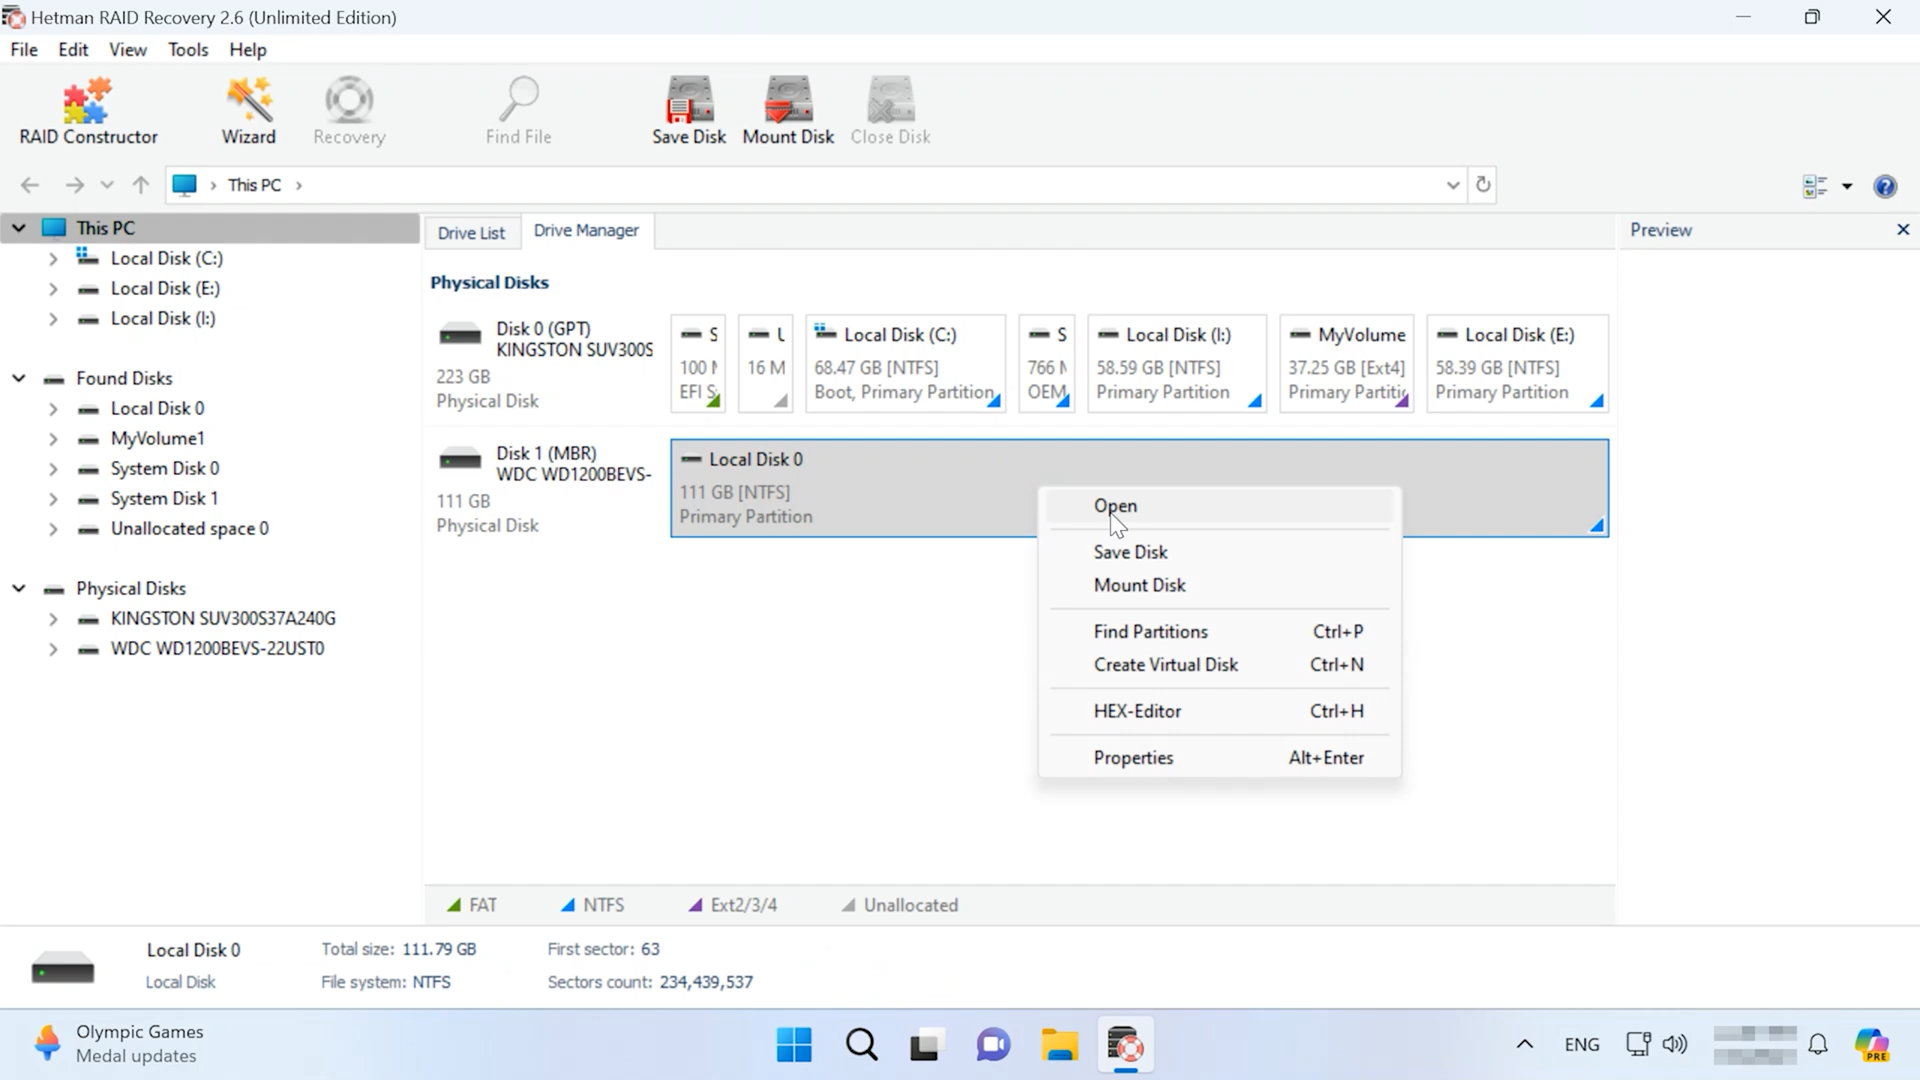 Hetman RAID Recovery 2.6 (Unlimited Edition)
File Edit View Tools Help
RAID Constructor Wizard Recovery Find File Save Disk Mount Disk Close Disk
This PC
This PC
Local Disk (C:)
Local Disk (E:)
Local Disk (I:)
Found Disks
Local Disk 0
MyVolume1
System Disk 0
System Disk 1
Unallocated space 0
Physical Disks
KINGSTON SUV300S37A240G
WDC WD1200BEVS-22UST0
Drive List Drive Manager
Physical Disks
Disk 0 (GPT)
KINGSTON SUV300S
223 GB
Physical Disk
S
100 M
EFI S
U
16 M
Local Disk (C:)
68.47 GB [NTFS]
Boot, Primary Partition
S
766 M
OEM
Local Disk (I:)
58.59 GB [NTFS]
Primary Partition
MyVolume
37.25 GB [Ext4]
Primary Partiti
Local Disk (E:)
58.39 GB [NTFS]
Primary Partition
Disk 1 (MBR)
WDC WD1200BEVS-
111 GB
Physical Disk
Local Disk 0
111 GB [NTFS]
Primary Partition
Open
Save Disk
Mount Disk
Find Partitions Ctrl+P
Create Virtual Disk Ctrl+N
HEX-Editor Ctrl+H
Properties Alt+Enter
Preview
FAT NTFS Ext2/3/4 Unallocated
Local Disk 0 Total size: 111.79 GB First sector: 63
Local Disk File system: NTFS Sectors count: 234,439,537
Olympic Games
Medal updates
ENG
PRE